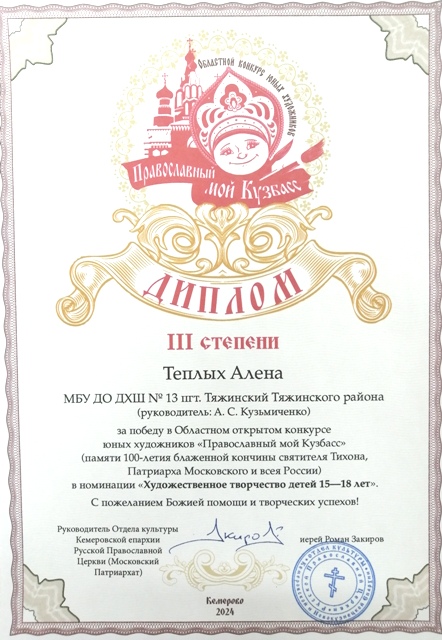 Областной конкурс юных художников
Православный
мой Кузбасс
ДИПЛОМ
III степени
Теплых Алена
МБУ ДО ДХШ № 13 пгт. Тяжинский Тяжинского района
(руководитель: А. С. Кузьмиченко)
за победу в Областном открытом конкурсе
юных художников «Православный мой Кузбасс»
(памяти 100-летия блаженной кончины святителя Тихона,
Патриарха Московского и всея России)
в номинации «Художественное творчество детей 15—18 лет».
С пожеланием Божией помощи и творческих успехов!
Руководитель Отдела культуры
Кемеровской епархии
Русской Православной
Церкви (Московский
Патриархат)
иерей Роман Закиров
Кемерово
2024